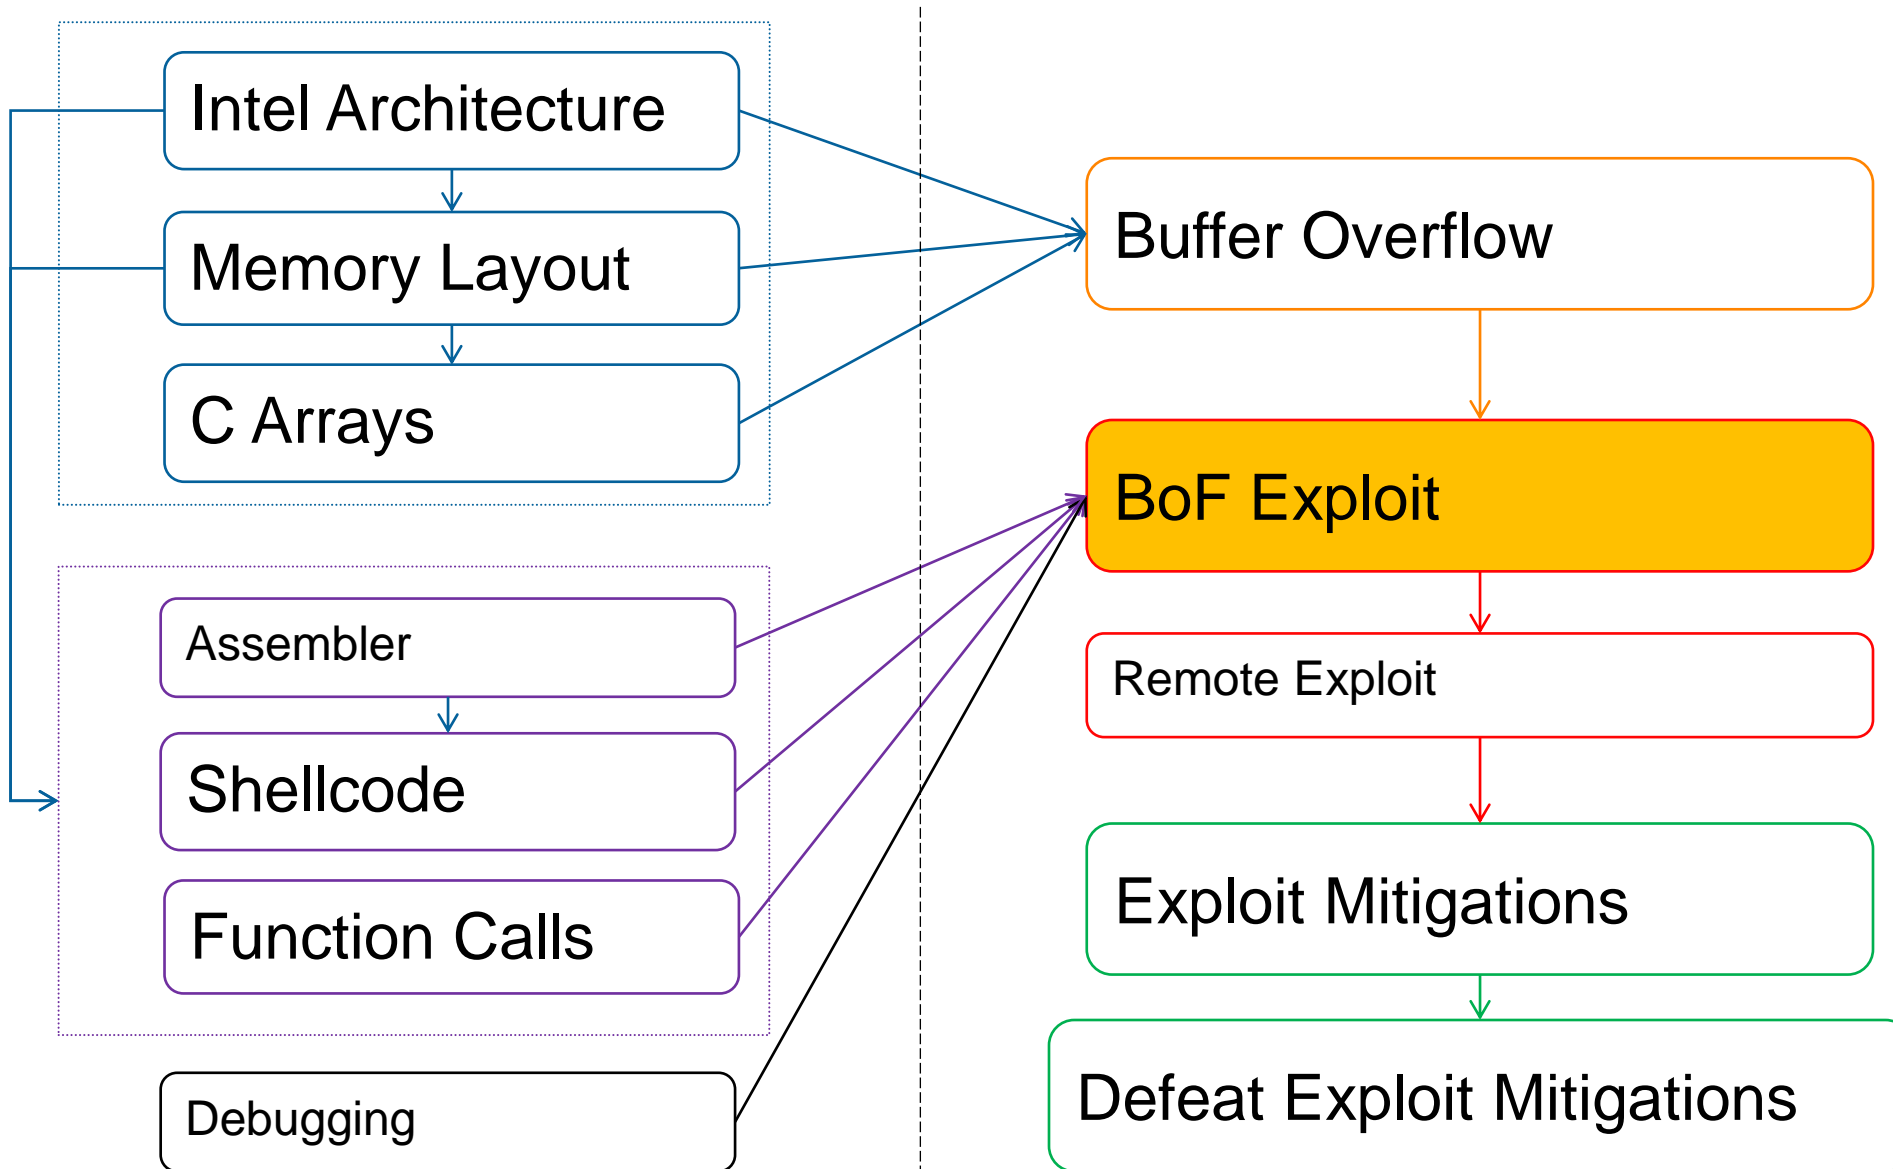 Intel Architecture
Memory Layout
C Arrays
Assembler
Shellcode
Function Calls
Debugging
Buffer Overflow
BoF Exploit
Remote Exploit
Exploit Mitigations
Defeat Exploit Mitigations